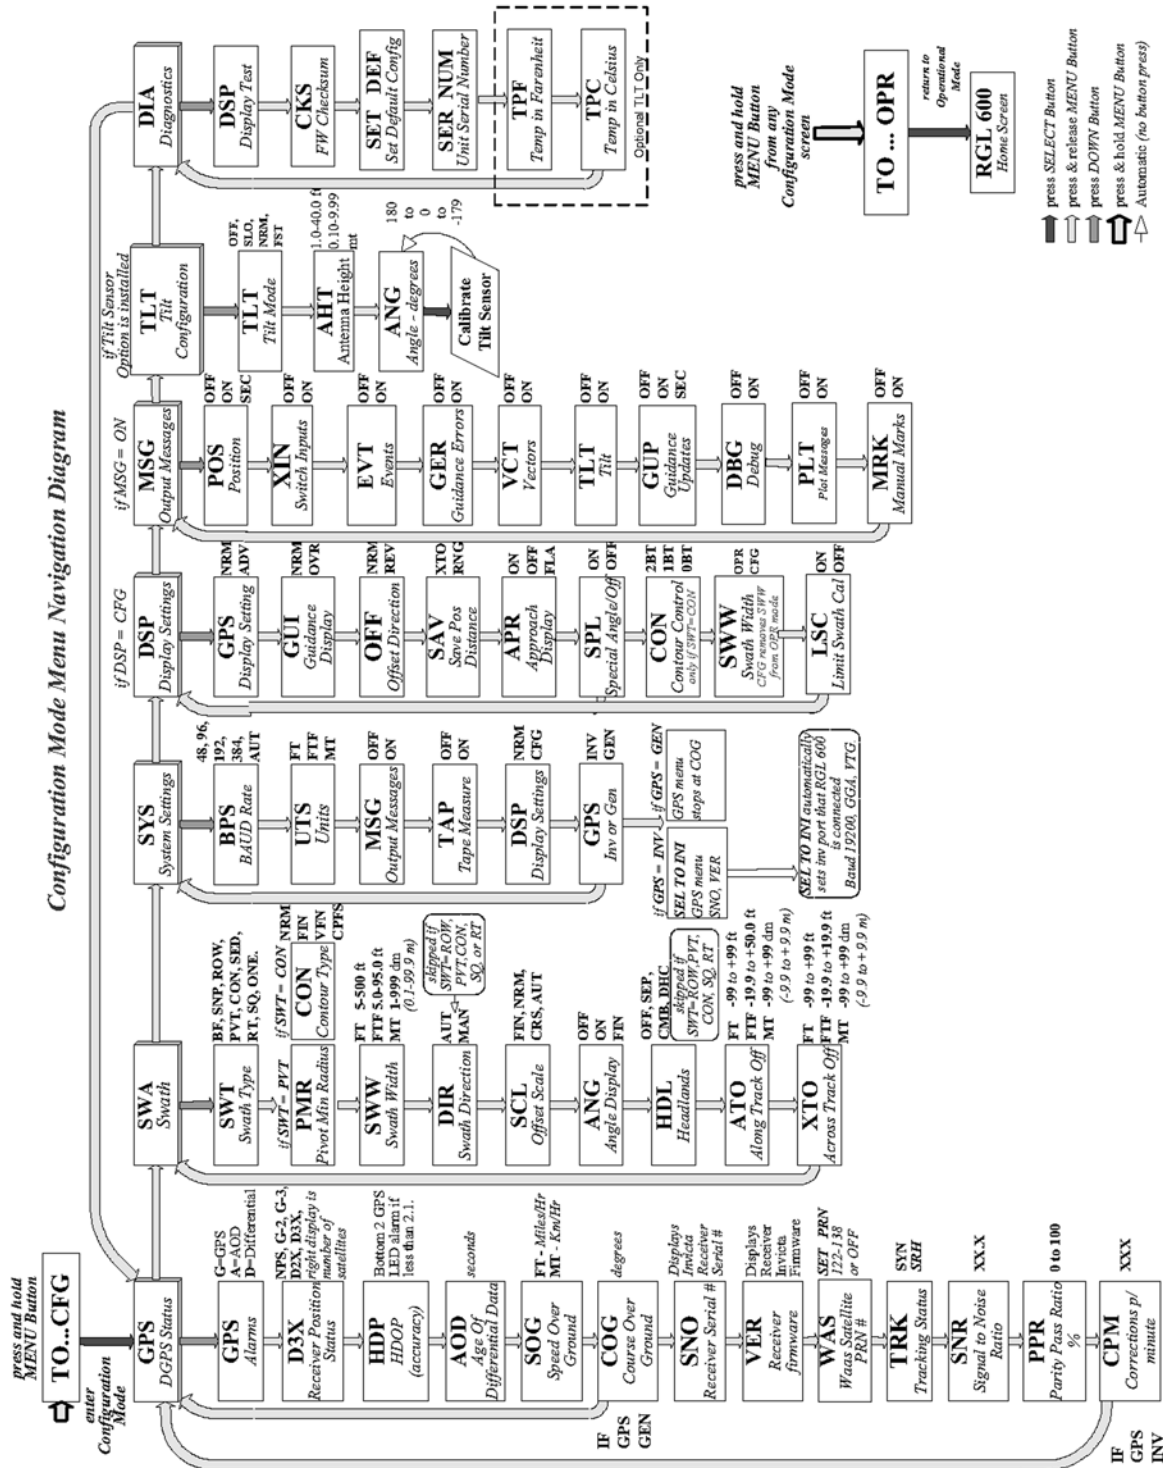 Configuration Mode Menu Navigation Diagram
press and hold
MENU Button
TO...CFG
enter
Configuration
Mode
GPS
DGPS Status
GPS
Alarms
G=GPS
A=AOD
D=Differential
D3X
Receiver Position
Status
NPS, G-2, G-3,
D2X, D3X,
right display is
number of
satellites
HDP
HDOP
(accuracy)
Bottom 2 GPS
LED alarm if
less than 2.1.
AOD
Age Of
Differential Data
seconds
SOG
Speed Over
Ground
FT - Miles/Hr
MT - Km/Hr
COG
Course Over
Ground
degrees
IF
GPS
GEN
SNO
Receiver Serial #
Displays
Invicta
Receiver
Serial #
VER
Receiver
firmware
Displays
Receiver
Invicta
Firmware
WAS
Waas Satellite
PRN #
SET PRN
122-138
or OFF
TRK
Tracking Status
SYN
SRH
SNR
Signal to Noise
Ratio
XX.X
PPR
Parity Pass Ratio
%
0 to 100
CPM
Corrections p/
minute
XXX
IF
GPS
INV
SWA
Swath
SWT
Swath Type
BF, SNP, ROW,
PVT, CON, SED,
RT, SQ, ONE.
if SWT= PVT
PMR
Pivot Min Radius
if SWT= CON
CON
Contour Type
NRM
FIN
VFN
CPFS
SWW
Swath Width
FT 5-500 ft
FTF 5.0-95.0 ft
MT 1-999 dm
(0.1-99.9 m)
DIR
Swath Direction
AUT
MAN
skipped if
SWT=ROW,
PVT, CON,
SQ, or RT
SCL
Offset Scale
FIN, NRM,
CRS, AUT
ANG
Angle Display
OFF
ON
FIN
HDL
Headlands
OFF, SEP,
CMB, DHC
skipped if
SWT=ROW,PVT,
CON, SQ, RT
ATO
Along Track Off
FT -99 to +99 ft
FTF -19.9 to +50.0 ft
MT -99 to +99 dm
(-9.9 to + 9.9 m)
XTO
Across Track Off
FT -99 to +99 ft
FTF -19.9 to +19.9 ft
MT -99 to +99 dm
(-9.9 to + 9.9 m)
SYS
System Settings
BPS
BAUD Rate
48, 96,
192,
384,
AUT
UTS
Units
FT
FTF
MT
MSG
Output Messages
OFF
ON
TAP
Tape Measure
OFF
ON
DSP
Display Settings
NRM
CFG
GPS
Inv or Gen
INV
GEN
if GPS = INV
SEL TO INI
GPS menu
SNO, VER
if GPS = GEN
GPS menu
stops at COG
SEL TO INI automatically
sets inv port that RGL 600
is connected
Baud 19200, GGA, VTG.
if DSP= CFG
DSP
Display Settings
GPS
Display Setting
NRM
ADV
GUI
Guidance
Display
NRM
OVR
OFF
Offset Direction
NRM
REV
SAV
Save Pos
Distance
XTO
RNG
APR
Approach
Display
ON
OFF
FLA
SPL
Special Angle/Off
ON
OFF
CON
Contour Control
only if SWT=CON
2BT
1BT
0BT
SWW
Swath Width
CFG removes SWW
from OPR mode
OPR
CFG
LSC
Limit Swath Cal
ON
OFF
if MSG= ON
MSG
Output Messages
POS
Position
OFF
ON
SEC
XIN
Switch Inputs
OFF
ON
EVT
Events
OFF
ON
GER
Guidance Errors
OFF
ON
VCT
Vectors
OFF
ON
TLT
Tilt
OFF
ON
GUP
Guidance
Updates
OFF
ON
SEC
DBG
Debug
OFF
ON
PLT
Plot Messages
OFF
ON
MRK
Manual Marks
OFF
ON
if Tilt Sensor
Option is installed
TLT
Tilt
Configuration
TLT
Tilt Mode
OFF,
SLO,
NRM,
FST
AHT
Antenna Height
1.0-40.0 ft
0.10-9.99
mt
ANG
Angle - degrees
180
to
0
to
-179
Calibrate
Tilt Sensor
DIA
Diagnostics
DSP
Display Test
CKS
FW Checksum
SET DEF
Set Default Config
SER NUM
Unit Serial Number
TPF
Temp in Farenheit
TPC
Temp in Celsius
Optional TLT Only
press and hold
MENU Button
from any
Configuration Mode
screen
TO ... OPR
return to
Operational
Mode
RGL 600
Home Screen
press SELECT Button
press & release MENU Button
press DOWN Button
press & hold MENU Button
Automatic (no button press)